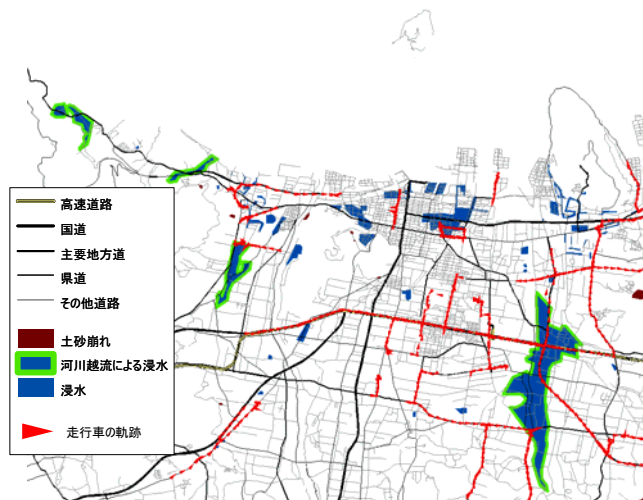 高速道路
国道
主要地方道
県道
その他道路
土砂崩れ
河川越流による浸水
浸水
走行車の軌跡